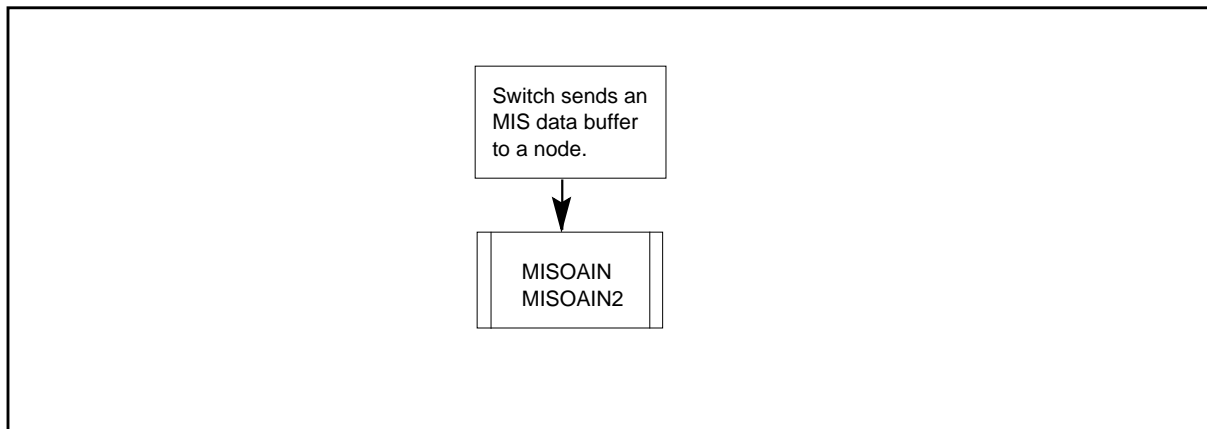 Switch sends an
MIS data buffer
to a node.
MISOAIN
MISOAIN2